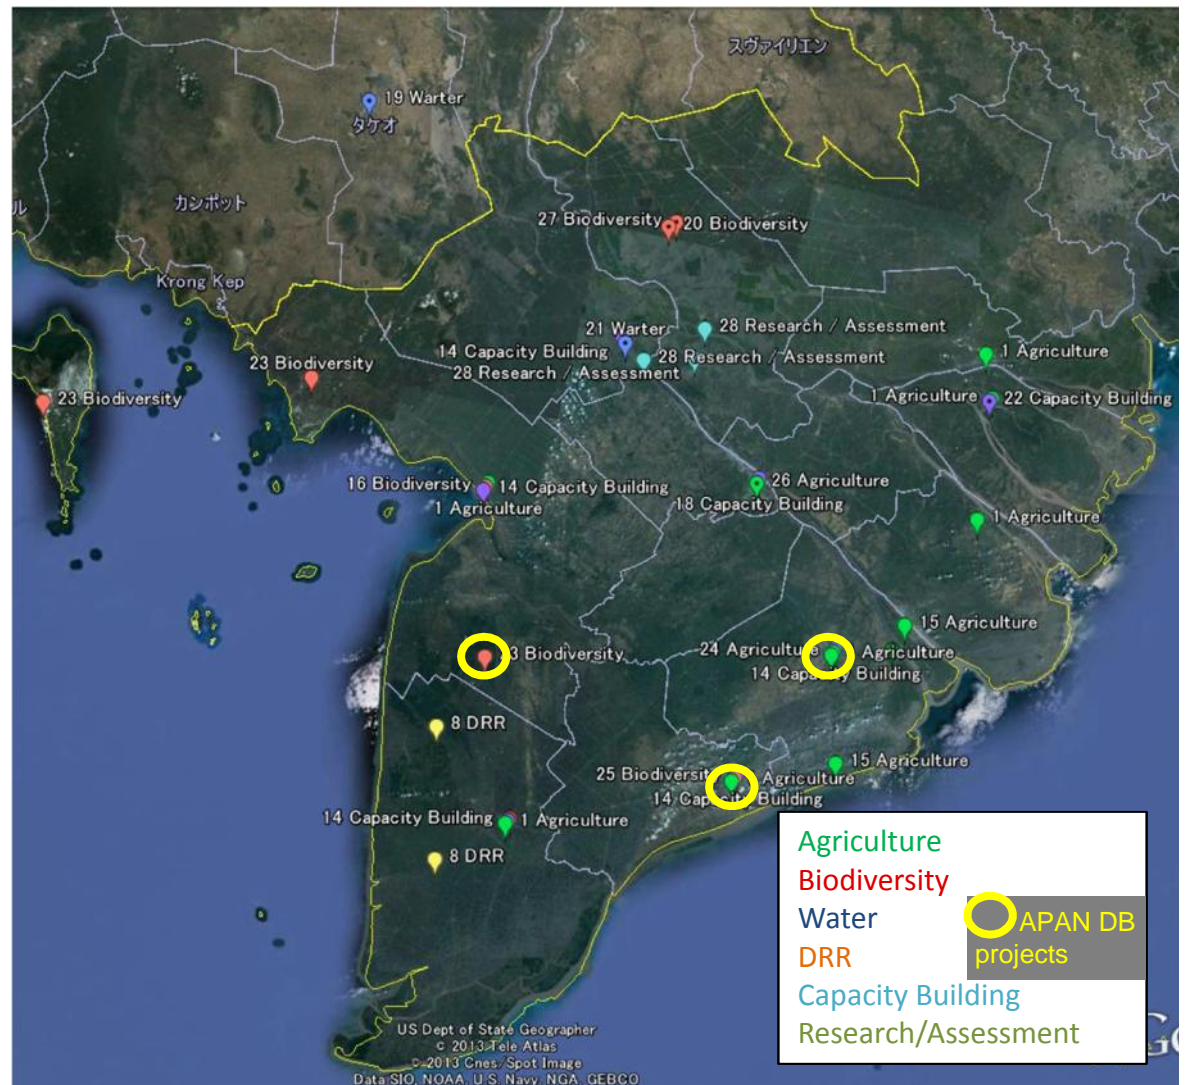 スヴァイリエン
19 Warter
タケオ
カンポット
ル
27 Biodiversity
20 Biodiversity
Krong Kep
21 Warter
28 Research / Assessment
14 Capacity Building
28 Research / Assessment
28 Research / Assessment
1 Agriculture
23 Biodiversity
23 Biodiversity
1 Agriculture
22 Capacity Building
16 Biodiversity
14 Capacity Building
1 Agriculture
26 Agriculture
18 Capacity Building
1 Agriculture
15 Agriculture
3 Biodiversity
24 Agriculture
Agriculture
14 Capacity Building
8 DRR
15 Agriculture
25 Biodiversity
Agriculture
14 Capacity Building
14 Capacity Building
1 Agriculture
8 DRR
Agriculture
Biodiversity
Water
APAN DB
projects
DRR
Capacity Building
Research/Assessment
US Dept of State Geographer
© 2013 Tele Atlas
© 2013 Cnes/Spot Image
Data SIO, NOAA, U.S. Navy, NGA, GEBCO